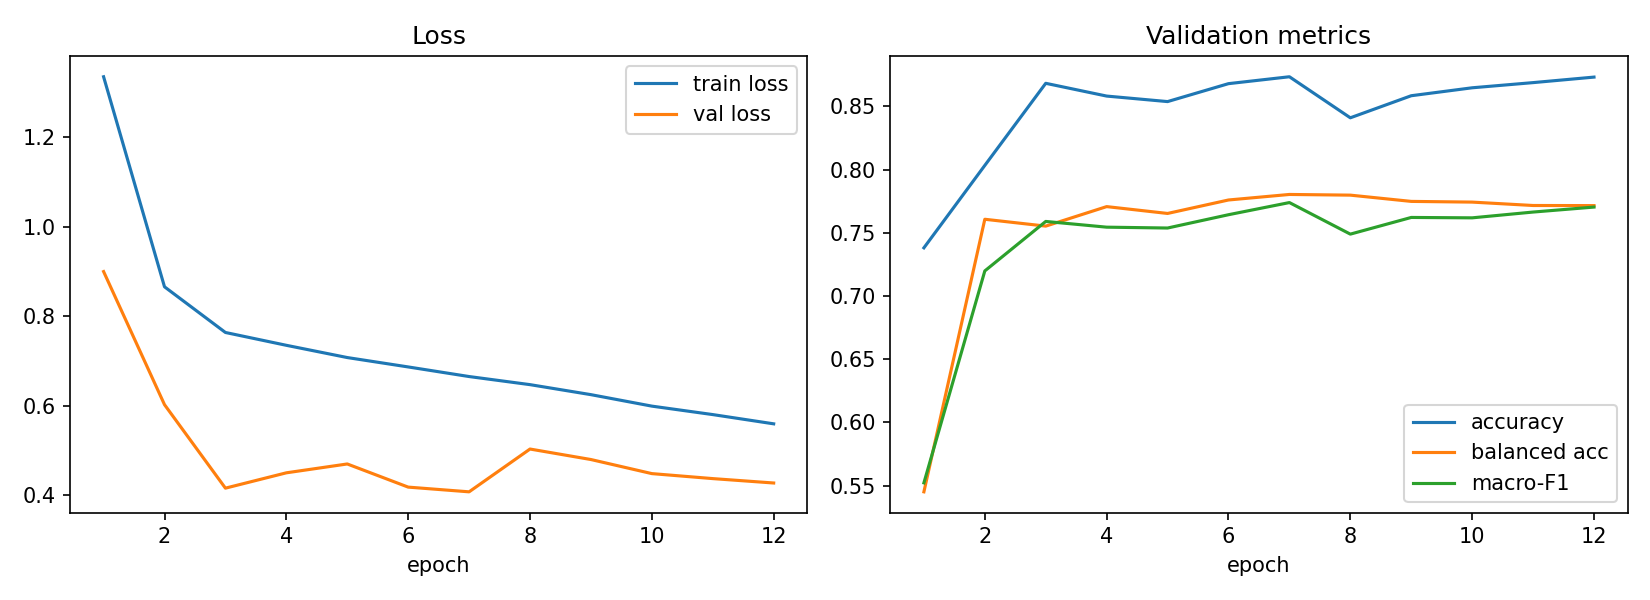 Loss
train loss
val loss
1.2
1.0
0.8
0.6
0.4
2 4 6 8 10 12
epoch
Validation metrics
0.85
0.80
0.75
0.70
0.65
0.60
0.55
accuracy
balanced acc
macro-F1
2 4 6 8 10 12
epoch